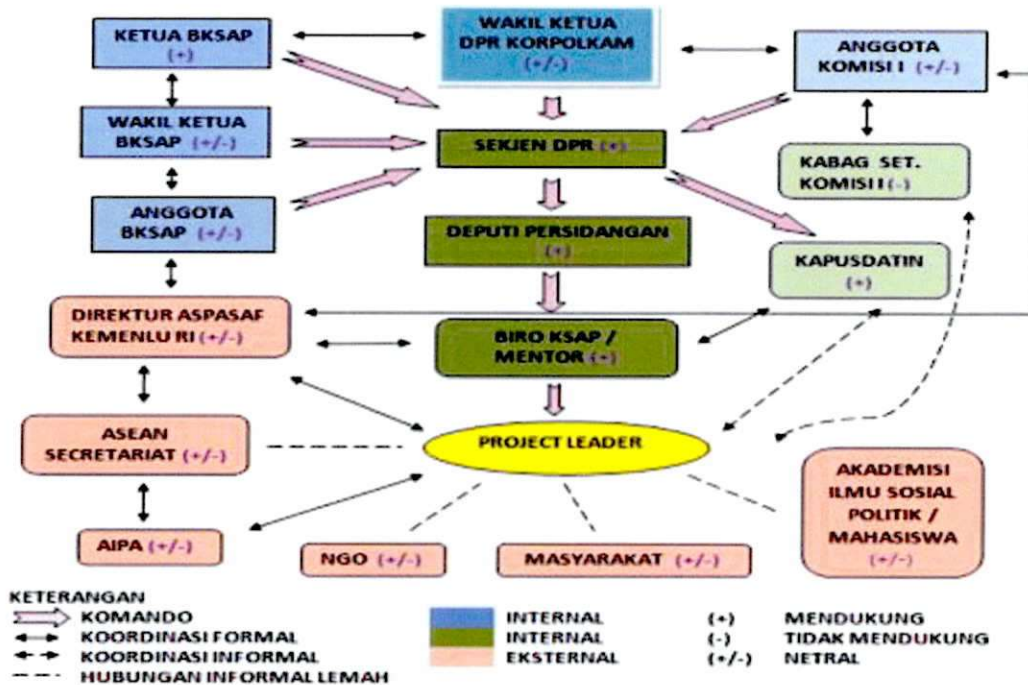 KETUA BKSAP
(+)
WAKIL KETUA
DPR KORPOLKAM
(+/-)
ANGGOTA
KOMISI I (+/-)
WAKIL KETUA
BKSAP (+/-)
SEKJEN DPR (+)
KABAG SET.
KOMISI I (-)
ANGGOTA
BKSAP (+/-)
DEPUTI PERSIDANGAN
(+)
KAPUSDATIN
(+)
DIREKTUR ASPASAF
KEMENLU RI (+/-)
BIRO KSAP /
MENTOR (+)
ASEAN
SECRETARIAT (+/-)
PROJECT LEADER
AKADEMISI
ILMU SOSIAL
POLITIK /
MAHASISWA
(+/-)
AIPA (+/-)
NGO (+/-)
MASYARAKAT (+/-)
KETERANGAN
KOMANDO
KOORDINASI FORMAL
KOORDINASI INFORMAL
HUBUNGAN INFORMAL LEMAH
INTERNAL
INTERNAL
EKSTERNAL
(+) MENDUKUNG
(-) TIDAK MENDUKUNG
(+/-) NETRAL